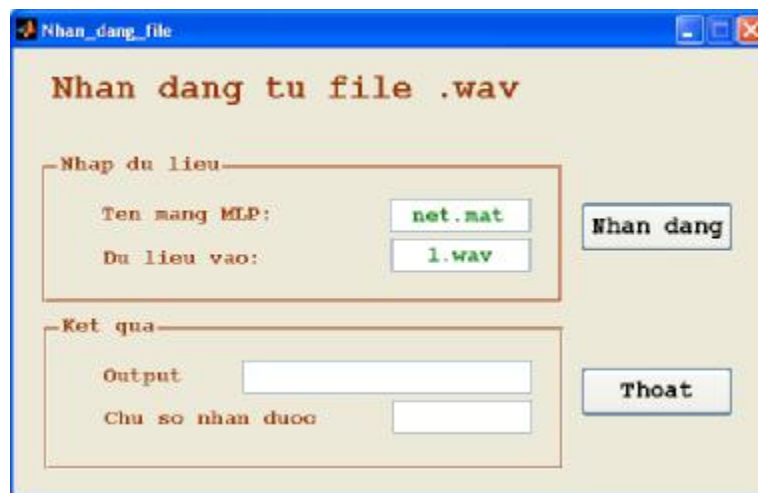 Nhan_dang_file
Nhan dang tu file .wav
Nhap du lieu
Ten mang MLP: net.mat
Nhan dang
Du lieu vao: 1.wav
Ket qua
Output
Thoat
Chu so nhan duoc